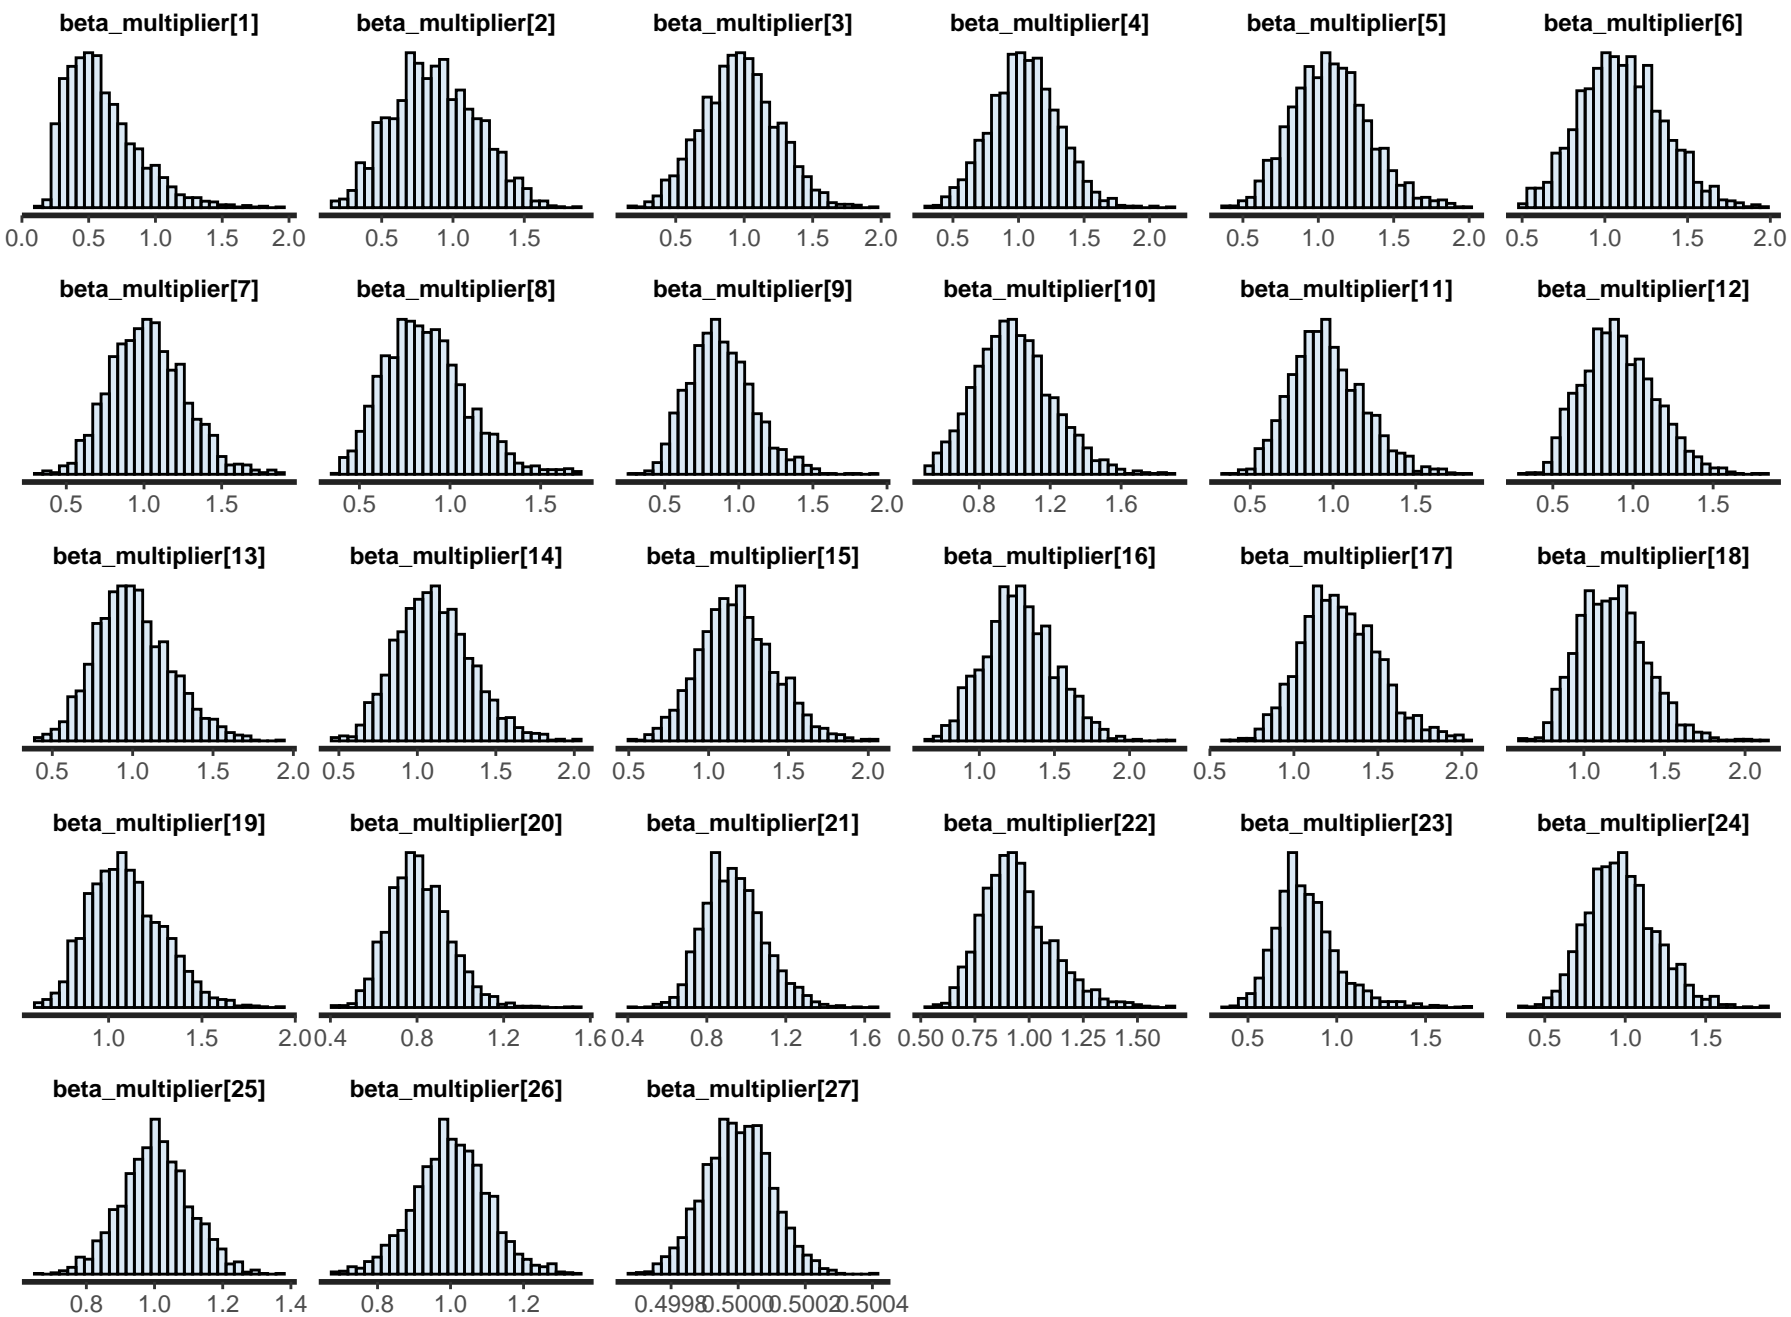 beta_multiplier[1] beta_multiplier[2] beta_multiplier[3] beta_multiplier[4] beta_multiplier[5] beta_multiplier[6]
0.0 0.5 1.0 1.5 2.0 0.5 1.0 1.5 0.5 1.0 1.5 2.0 0.5 1.0 1.5 2.0 0.5 1.0 1.5 2.0 0.5 1.0 1.5 2.0
beta_multiplier[7] beta_multiplier[8] beta_multiplier[9] beta_multiplier[10] beta_multiplier[11] beta_multiplier[12]
0.5 1.0 1.5 0.5 1.0 1.5 0.5 1.0 1.5 2.0 0.8 1.2 1.6 0.5 1.0 1.5 0.5 1.0 1.5
beta_multiplier[13] beta_multiplier[14] beta_multiplier[15] beta_multiplier[16] beta_multiplier[17] beta_multiplier[18]
0.5 1.0 1.5 2.0 0.5 1.0 1.5 2.0 0.5 1.0 1.5 2.0 1.0 1.5 2.0 0.5 1.0 1.5 2.0 1.0 1.5 2.0
beta_multiplier[19] beta_multiplier[20] beta_multiplier[21] beta_multiplier[22] beta_multiplier[23] beta_multiplier[24]
1.0 1.5 2.0 0.4 0.8 1.2 1.6 0.4 0.8 1.2 1.6 0.50 0.75 1.00 1.25 1.50 0.5 1.0 1.5 0.5 1.0 1.5
beta_multiplier[25] beta_multiplier[26] beta_multiplier[27]
0.8 1.0 1.2 1.4 0.8 1.0 1.2 0.4998 0.5000 0.5002 0.5004